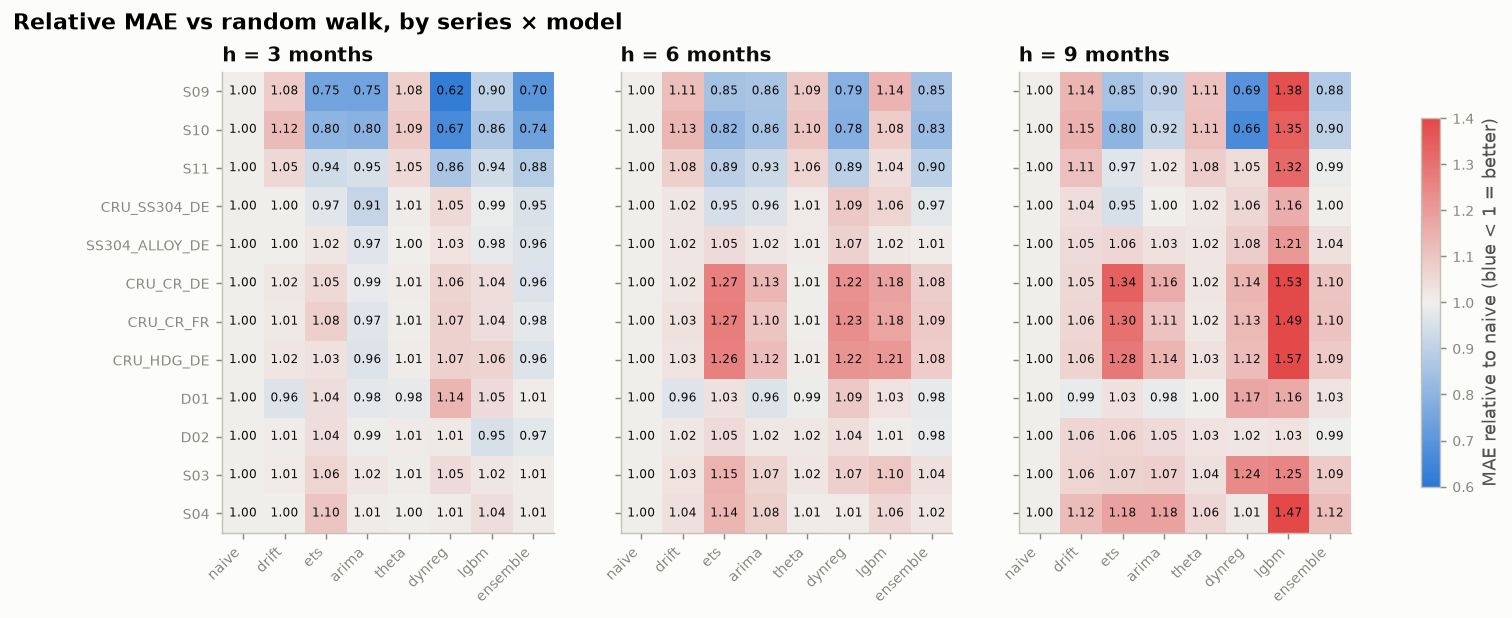 Relative MAE vs random walk, by series × model
h = 3 months
h = 6 months
h = 9 months
S09 1.00 1.08 0.75 0.75 1.08 0.62 0.90 0.70 1.00 1.11 0.85 0.86 1.09 0.79 1.14 0.85 1.00 1.14 0.85 0.90 1.11 0.69 1.38 0.88
S10 1.00 1.12 0.80 0.80 1.09 0.67 0.86 0.74 1.00 1.13 0.82 0.86 1.10 0.78 1.08 0.83 1.00 1.15 0.80 0.92 1.11 0.66 1.35 0.90
S11 1.00 1.05 0.94 0.95 1.05 0.86 0.94 0.88 1.00 1.08 0.89 0.93 1.06 0.89 1.04 0.90 1.00 1.11 0.97 1.02 1.08 1.05 1.32 0.99
CRU_SS304_DE 1.00 1.00 0.97 0.91 1.01 1.05 0.99 0.95 1.00 1.02 0.95 0.96 1.01 1.09 1.06 0.97 1.00 1.04 0.95 1.00 1.02 1.06 1.16 1.00
SS304_ALLOY_DE 1.00 1.00 1.02 0.97 1.00 1.03 0.98 0.96 1.00 1.02 1.05 1.02 1.01 1.07 1.02 1.01 1.00 1.05 1.06 1.03 1.02 1.08 1.21 1.04
CRU_CR_DE 1.00 1.02 1.05 0.99 1.01 1.06 1.04 0.96 1.00 1.02 1.27 1.13 1.01 1.22 1.18 1.08 1.00 1.05 1.34 1.16 1.02 1.14 1.53 1.10
CRU_CR_FR 1.00 1.01 1.08 0.97 1.01 1.07 1.04 0.98 1.00 1.03 1.27 1.10 1.01 1.23 1.18 1.09 1.00 1.06 1.30 1.11 1.02 1.13 1.49 1.10
CRU_HDG_DE 1.00 1.02 1.03 0.96 1.01 1.07 1.06 0.96 1.00 1.03 1.26 1.12 1.01 1.22 1.21 1.08 1.00 1.06 1.28 1.14 1.03 1.12 1.57 1.09
D01 1.00 0.96 1.04 0.98 0.98 1.14 1.05 1.01 1.00 0.96 1.03 0.96 0.99 1.09 1.03 0.98 1.00 0.99 1.03 0.98 1.00 1.17 1.16 1.03
D02 1.00 1.01 1.04 0.99 1.01 1.01 0.95 0.97 1.00 1.02 1.05 1.02 1.02 1.04 1.01 0.98 1.00 1.06 1.06 1.05 1.03 1.02 1.03 0.99
S03 1.00 1.01 1.06 1.02 1.01 1.05 1.02 1.01 1.00 1.03 1.15 1.07 1.02 1.07 1.10 1.04 1.00 1.06 1.07 1.07 1.04 1.24 1.25 1.09
S04 1.00 1.00 1.10 1.01 1.00 1.01 1.04 1.01 1.00 1.04 1.14 1.08 1.01 1.01 1.06 1.02 1.00 1.12 1.18 1.18 1.06 1.01 1.47 1.12
naive drift ets arima theta dynreg lgbm ensemble
naive drift ets arima theta dynreg lgbm ensemble
naive drift ets arima theta dynreg lgbm ensemble
1.4
1.3
1.2
1.1
1.0
0.9
0.8
0.7
0.6
MAE relative to naive (blue < 1 = better)